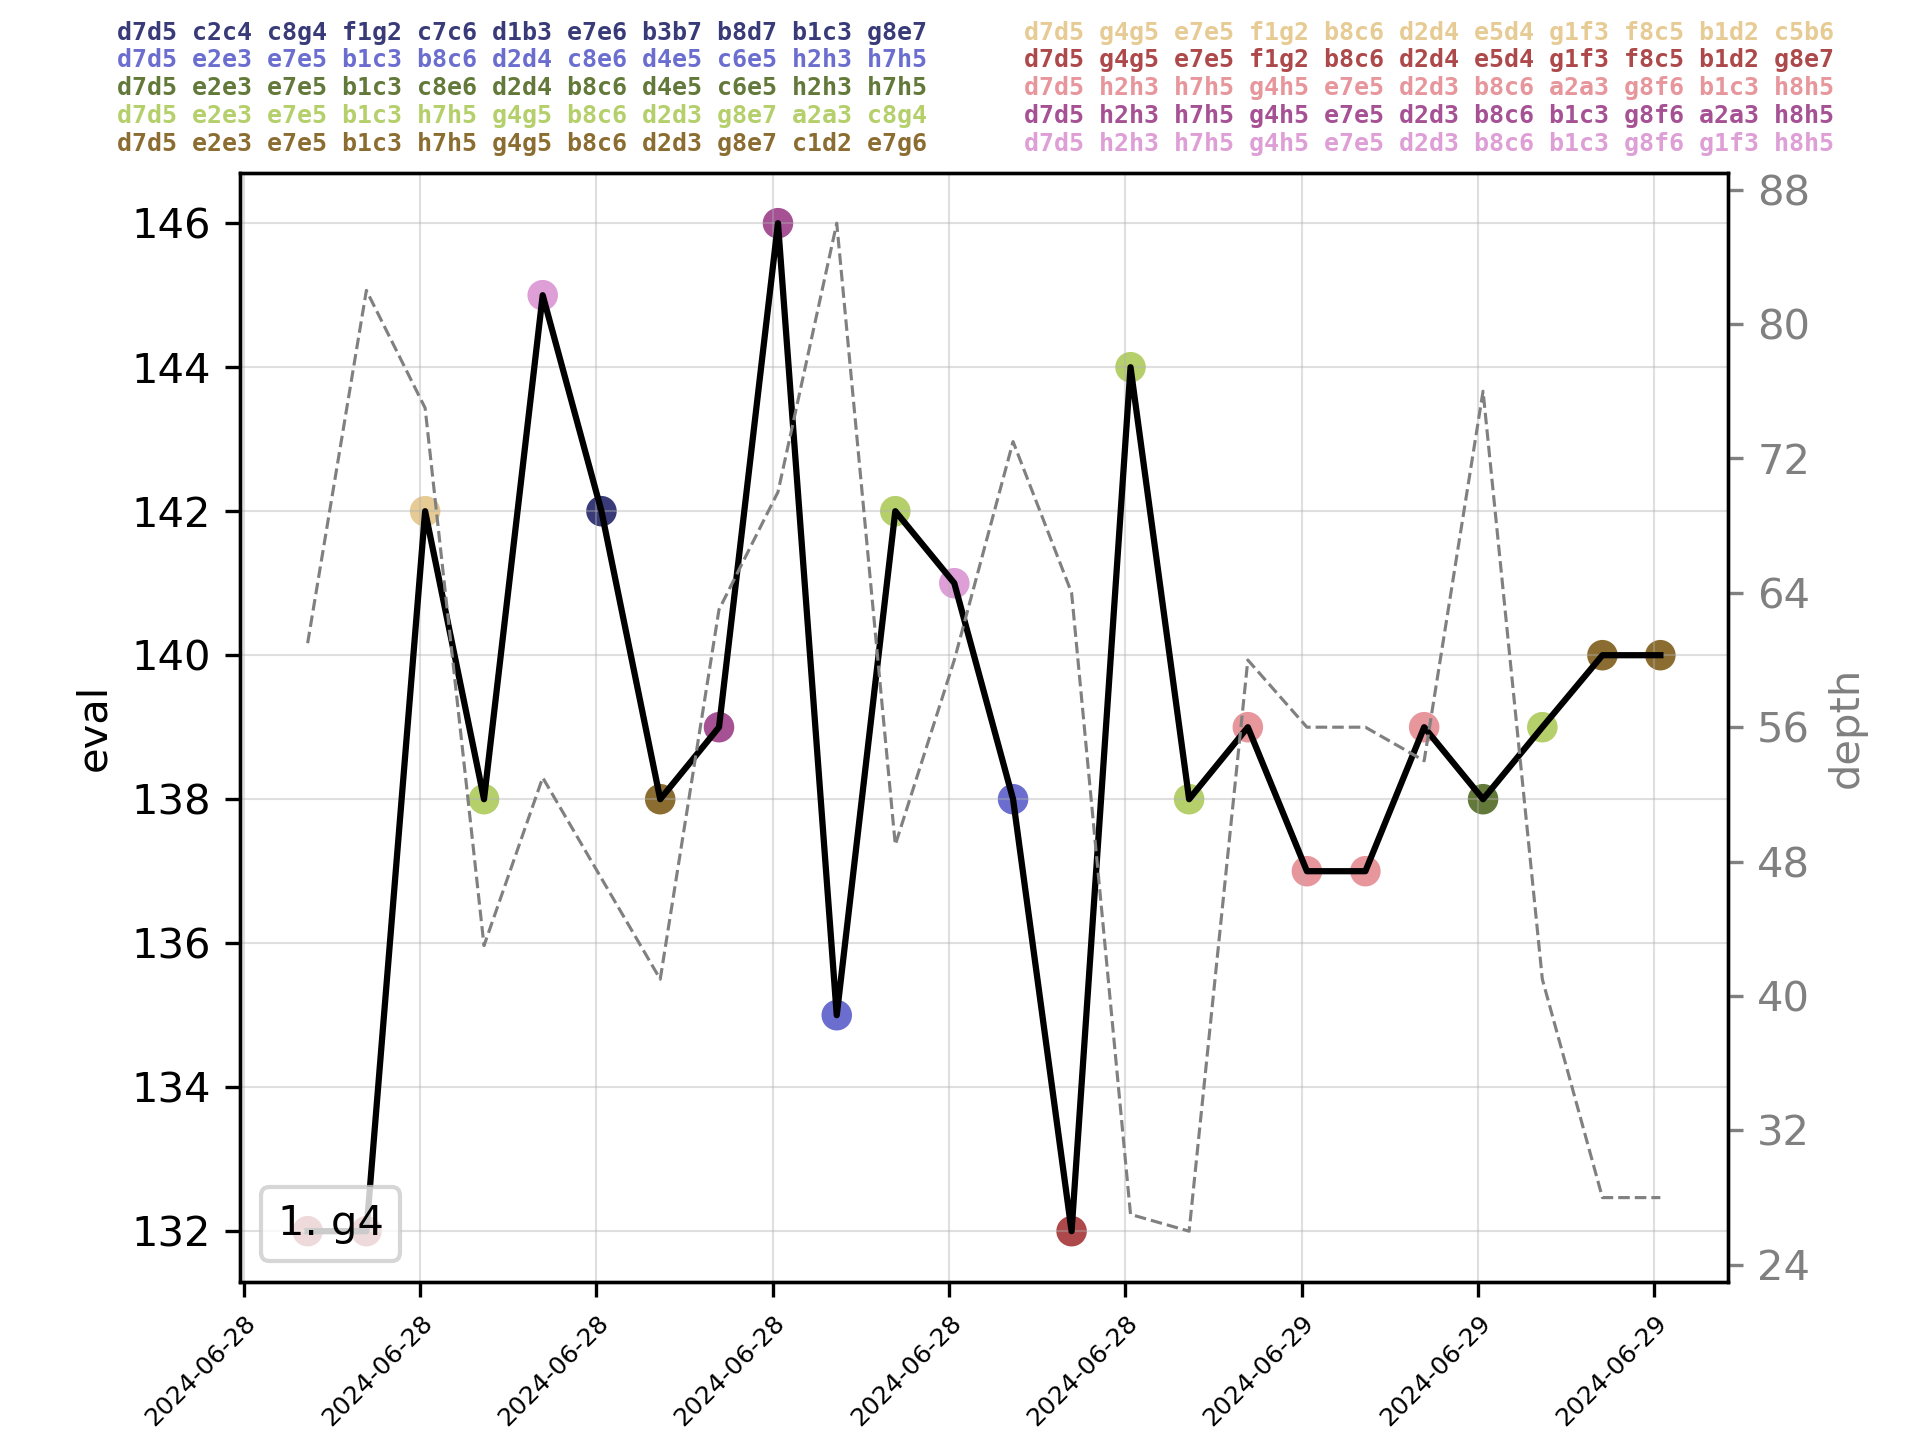 d7d5 c2c4 c8g4 f1g2 c7c6 d1b3 e7e6 b3b7 b8d7 b1c3 g8e7
d7d5 e2e3 e7e5 b1c3 b8c6 d2d4 c8e6 d4e5 c6e5 h2h3 h7h5
d7d5 e2e3 e7e5 b1c3 c8e6 d2d4 b8c6 d4e5 c6e5 h2h3 h7h5
d7d5 e2e3 e7e5 b1c3 h7h5 g4g5 b8c6 d2d3 g8e7 a2a3 c8g4
d7d5 e2e3 e7e5 b1c3 h7h5 g4g5 b8c6 d2d3 g8e7 c1d2 e7g6
d7d5 g4g5 e7e5 f1g2 b8c6 d2d4 e5d4 g1f3 f8c5 b1d2 c5b6
d7d5 g4g5 e7e5 f1g2 b8c6 d2d4 e5d4 g1f3 f8c5 b1d2 g8e7
d7d5 h2h3 h7h5 g4h5 e7e5 d2d3 b8c6 a2a3 g8f6 b1c3 h8h5
d7d5 h2h3 h7h5 g4h5 e7e5 d2d3 b8c6 b1c3 g8f6 a2a3 h8h5
d7d5 h2h3 h7h5 g4h5 e7e5 d2d3 b8c6 b1c3 g8f6 g1f3 h8h5
eval
146
144
142
140
138
136
134
132
1. g4
88
80
72
64
56
48
40
32
24
depth
2024-06-28
2024-06-28
2024-06-28
2024-06-28
2024-06-28
2024-06-28
2024-06-29
2024-06-29
2024-06-29